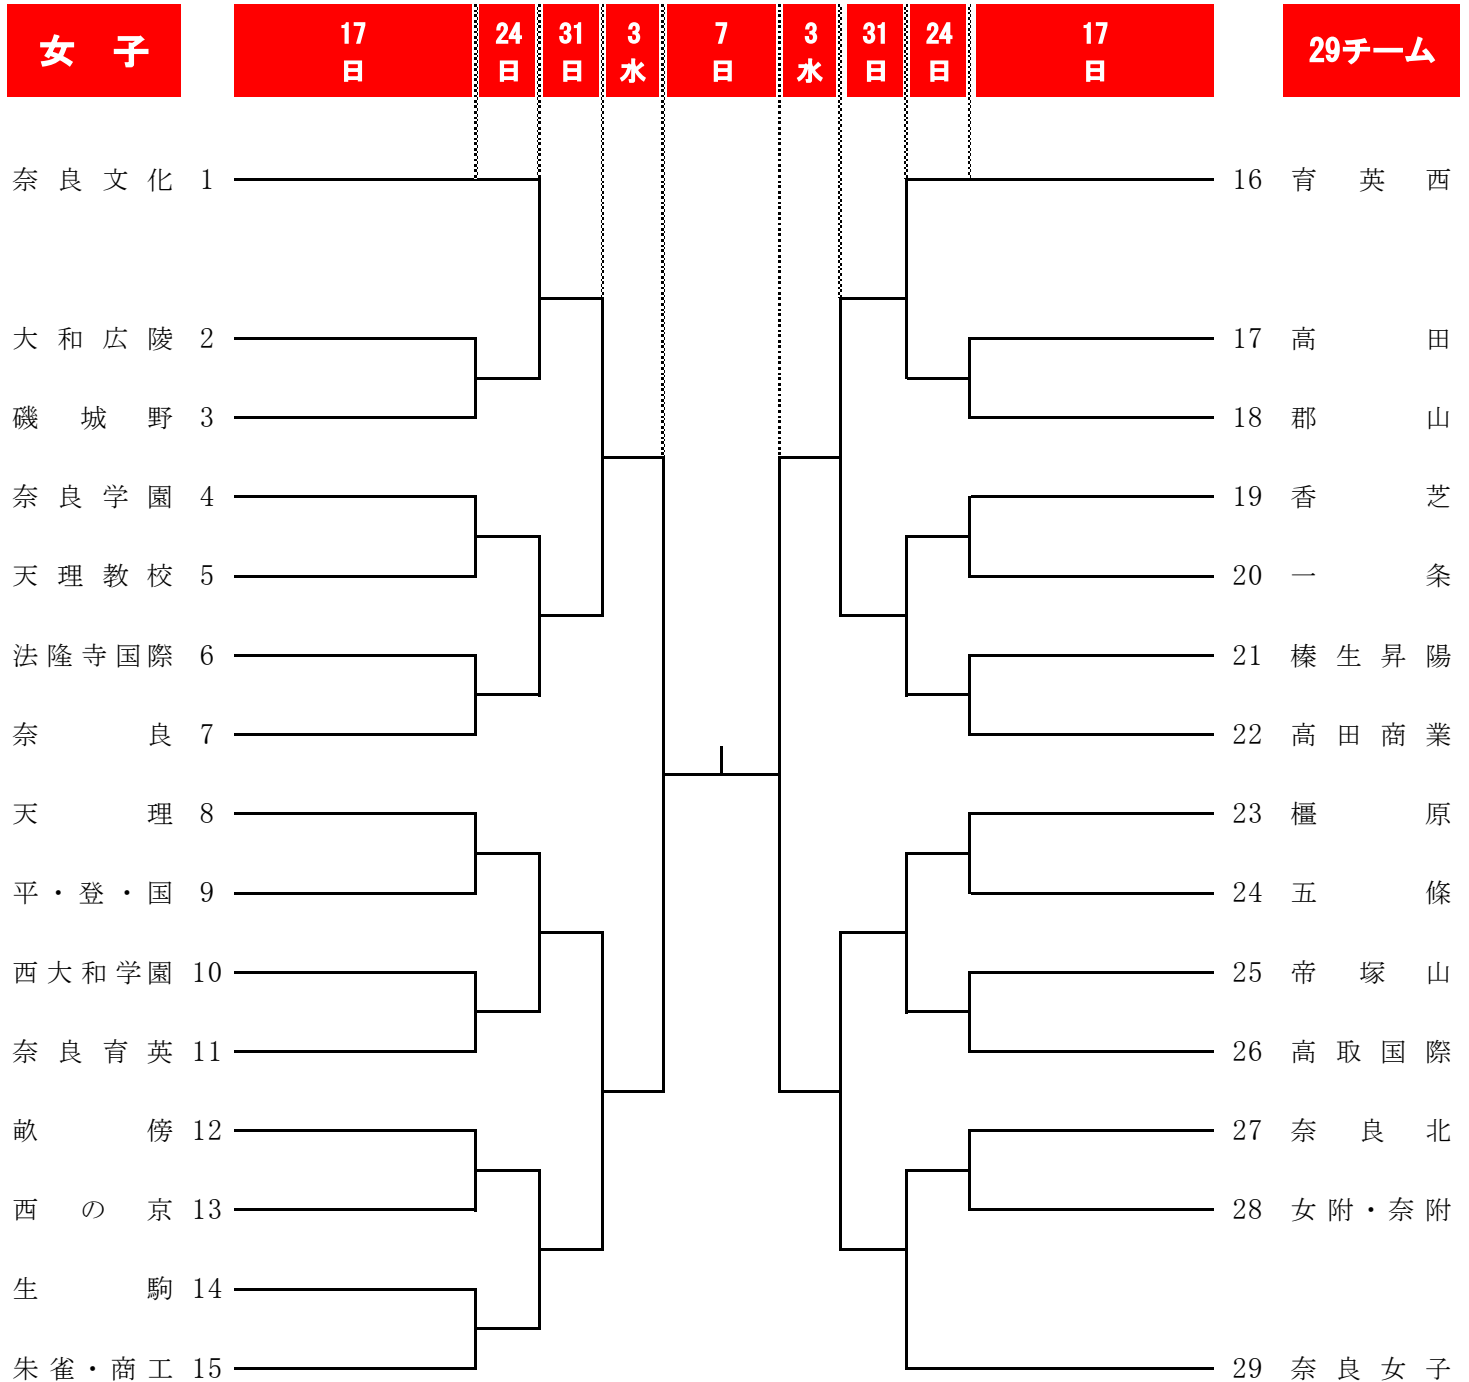 女 子
17 24 31 3 7 3 31 24 17
日 日 日 水 日 水 日 日 日
29チーム
奈良文化 1
大和広陵 2
磯城野 3
奈良学園 4
天理教校 5
法隆寺国際 6
奈良 7
天理 8
平・登・国 9
西大和学園 10
奈良育英 11
畝傍 12
西の京 13
生駒 14
朱雀・商工 15
16 育英西
17 高田
18 郡山
19 香芝
20 一条
21 榛生昇陽
22 高田商業
23 橿原
24 五條
25 帝塚山
26 高取国際
27 奈良北
28 女附・奈附
29 奈良女子